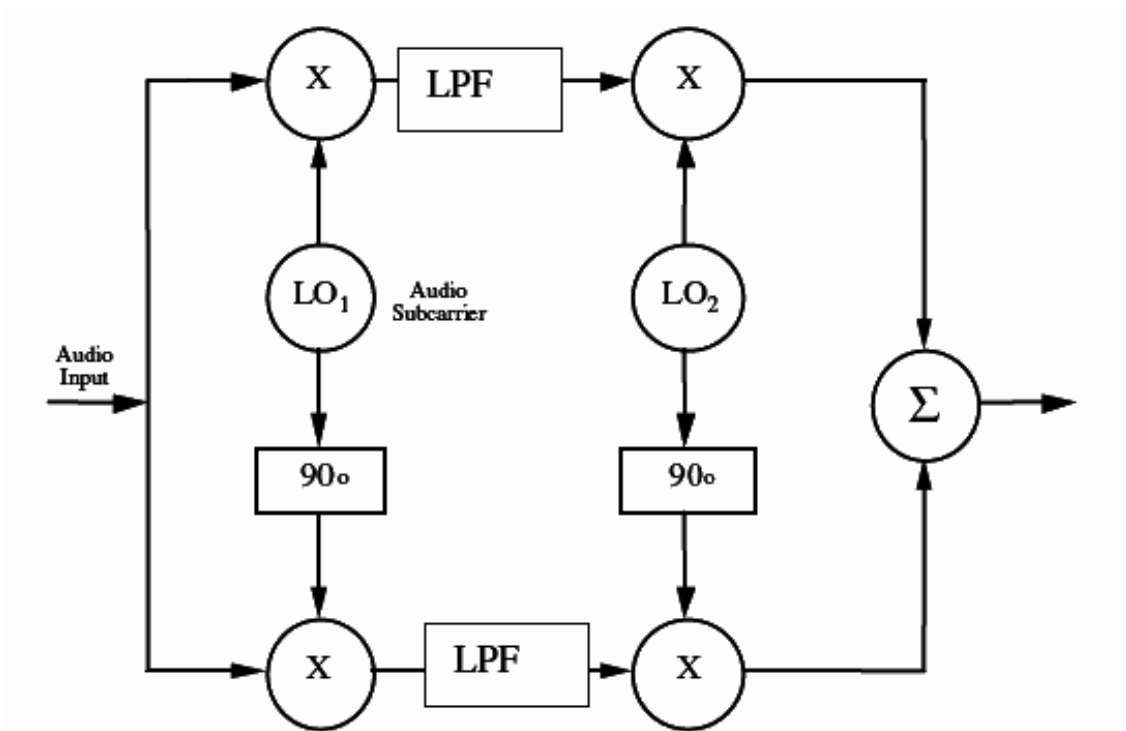 X
LPF
X
LO1
Audio
Subcarrier
LO2
Audio
Input
Σ
90o
90o
X
LPF
X